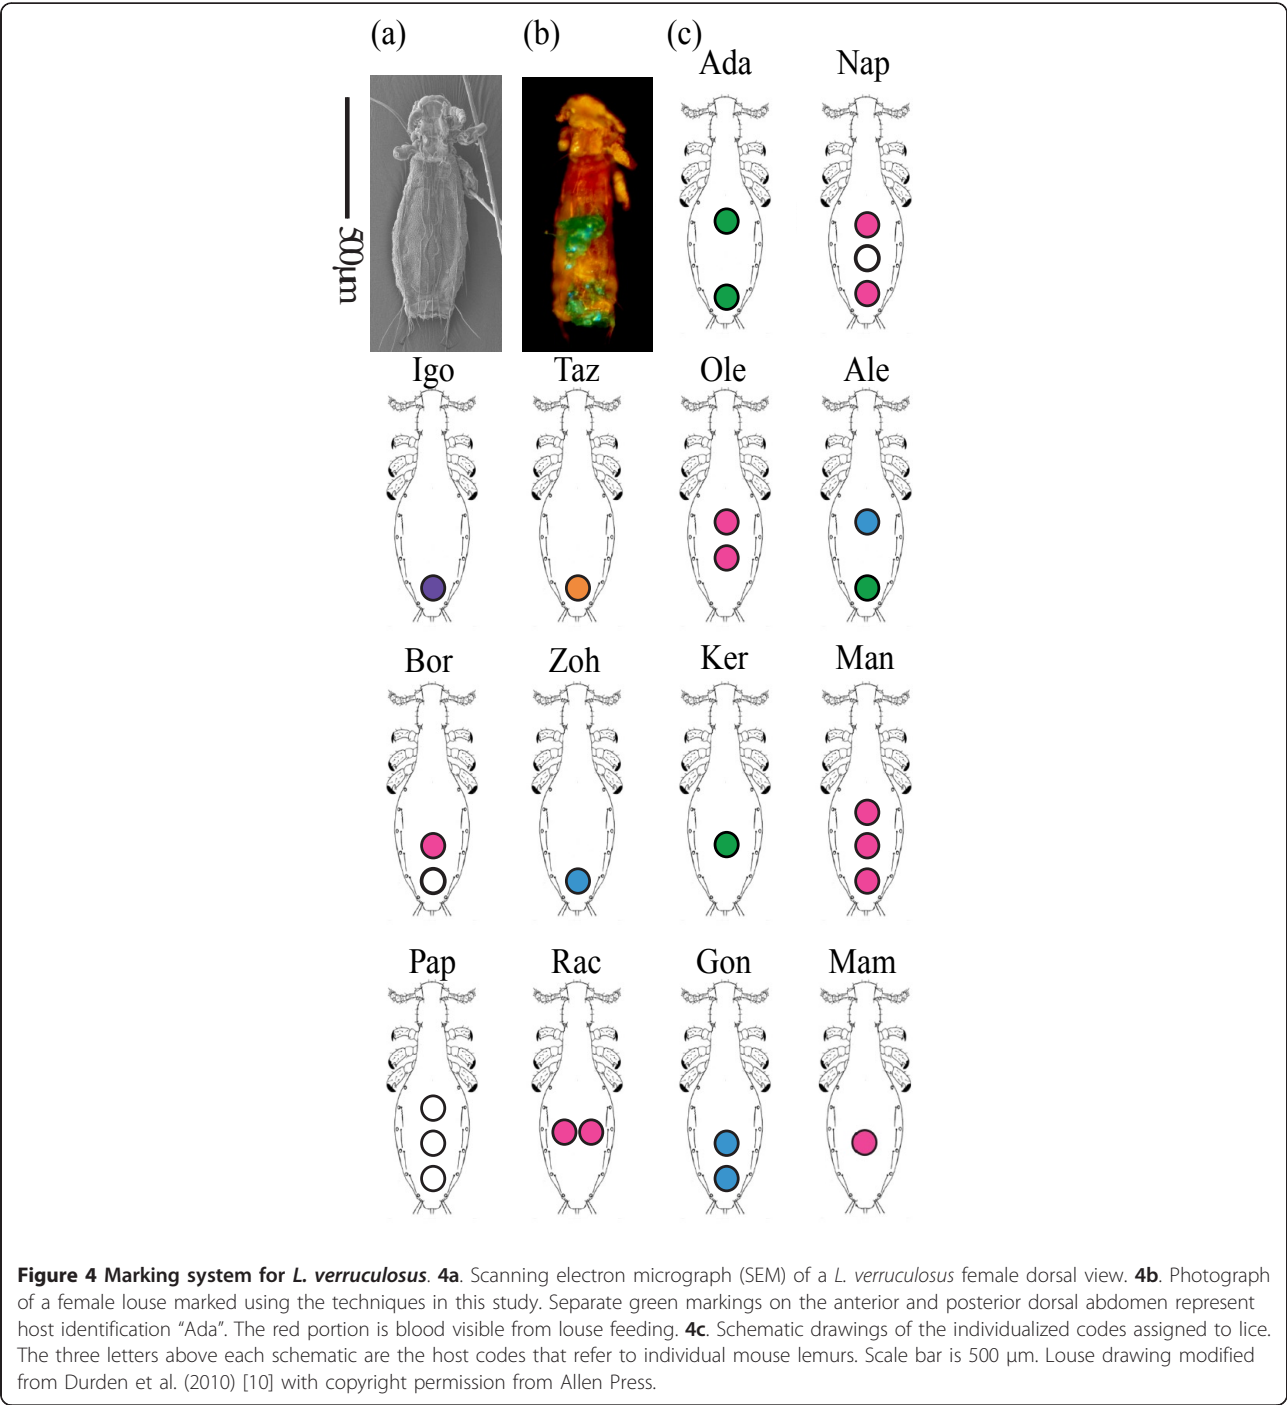 (a) (b) (c)
Ada Nap
500µm
Igo Taz Ole Ale
Bor Zoh Ker Man
Pap Rac Gon Mam
Figure 4 Marking system for L. verruculosus. 4a. Scanning electron micrograph (SEM) of a L. verruculosus female dorsal view. 4b. Photograph
of a female louse marked using the techniques in this study. Separate green markings on the anterior and posterior dorsal abdomen represent
host identification “Ada”. The red portion is blood visible from louse feeding. 4c. Schematic drawings of the individualized codes assigned to lice.
The three letters above each schematic are the host codes that refer to individual mouse lemurs. Scale bar is 500 μm. Louse drawing modified
from Durden et al. (2010) [10] with copyright permission from Allen Press.